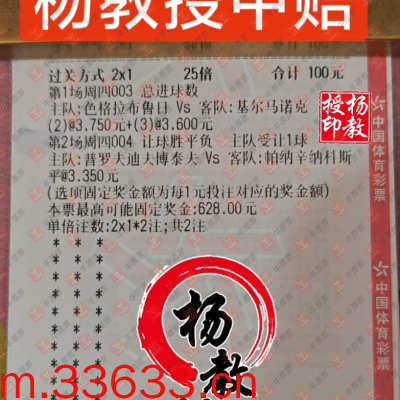 杨教授中贴
过关方式 2x1 25倍 合计 100元
第1场周四003 总进球数
主队:色格拉布鲁日 Vs 客队:基尔马诺克
(2)@3.750元+(3)@3.600元
第2场周四004 让球胜平负 主队受让1球
主队:普罗夫迪夫博泰夫 Vs 客队:帕纳辛纳科斯
平@3.350元
(选项固定奖金额为每1元投注对应的奖金额)
本票最高可能固定奖金:628.00元
单倍注数:2x1*2注;共2注
杨教授印
中国体育彩票
中国体育彩票
杨教
m.33633.cn